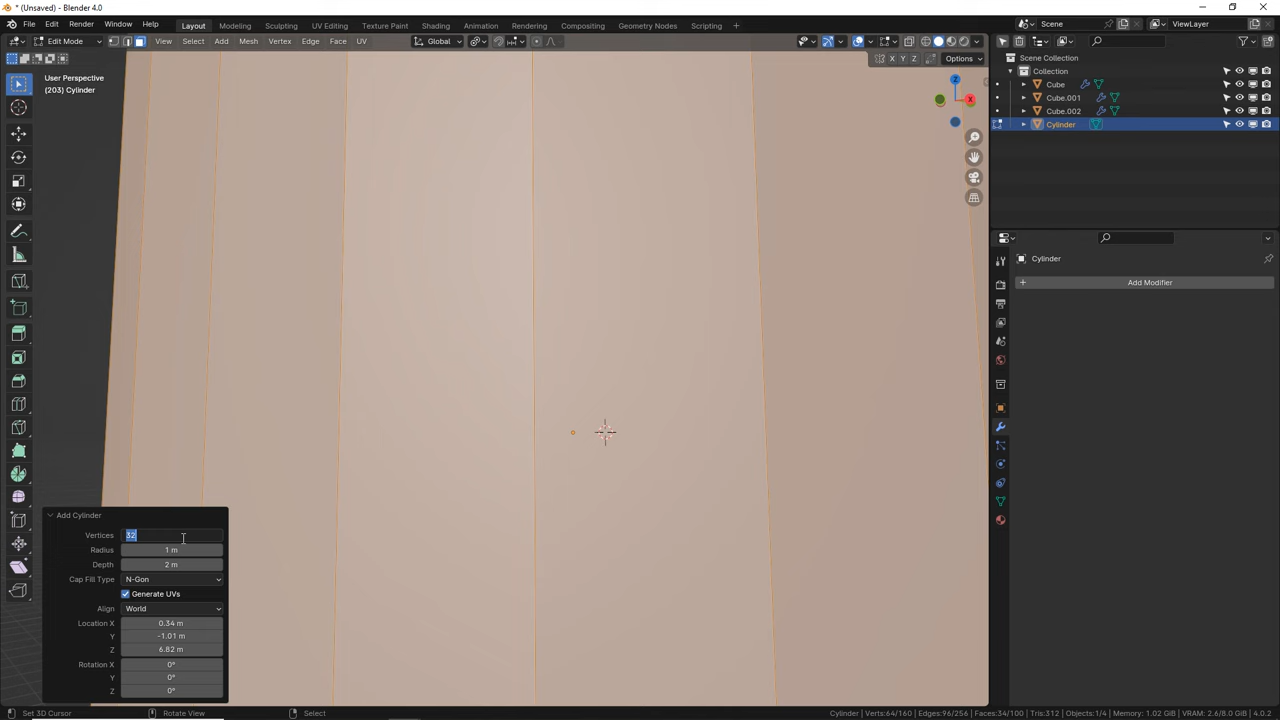 * (Unsaved) - Blender 4.0
File Edit Render Window Help Layout Modeling Sculpting UV Editing Texture Paint Shading Animation Rendering Compositing Geometry Nodes Scripting + Scene ViewLayer
Edit Mode View Select Add Mesh Vertex Edge Face UV Global
X Y Z Options
User Perspective
(203) Cylinder
Z
X
Scene Collection
Collection
Cube
Cube.001
Cube.002
Cylinder
Cylinder
+ Add Modifier
Add Cylinder
Vertices 32
Radius 1 m
Depth 2 m
Cap Fill Type N-Gon
Generate UVs
Align World
Location X 0.34 m
Y -1.01 m
Z 6.82 m
Rotation X 0°
Y 0°
Z 0°
Set 3D Cursor Rotate View Select Cylinder | Verts:64/160 | Edges:96/256 | Faces:34/100 | Tris:312 | Objects:1/4 | Memory: 1.02 GiB | VRAM: 2.6/8.0 GiB | 4.0.2